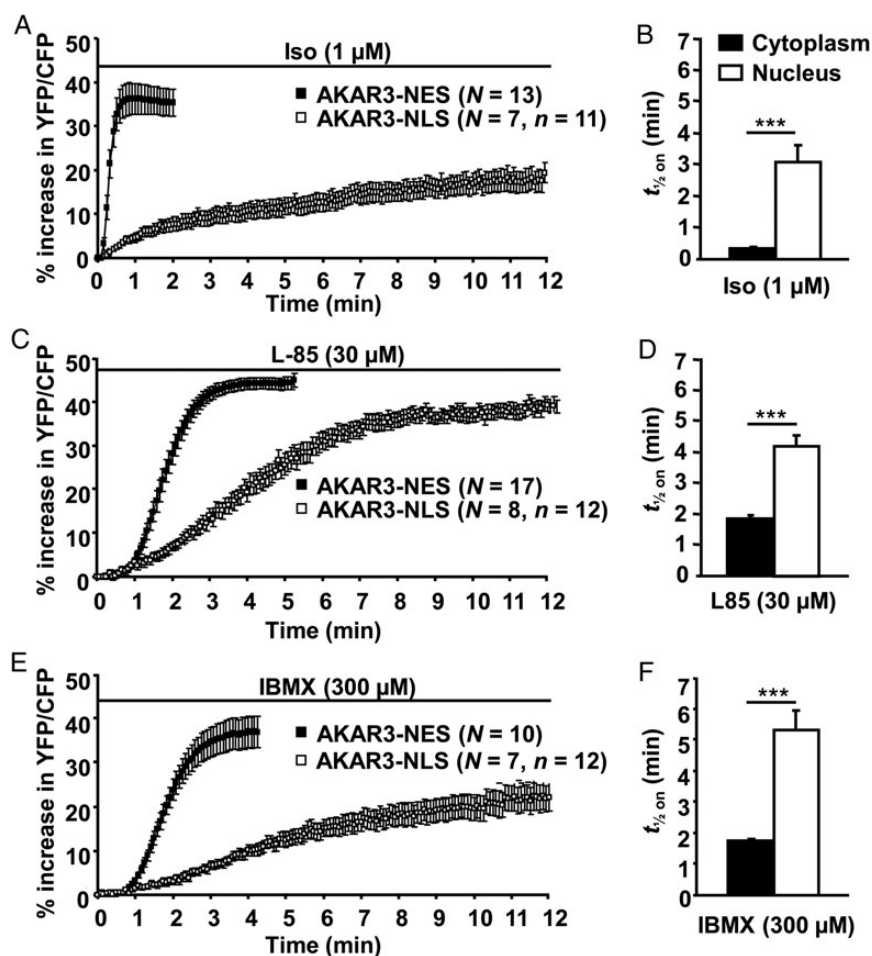 A
Iso (1 µM)
% increase in YFP/CFP
50
40
30
20
10
0
AKAR3-NES (N = 13)
AKAR3-NLS (N = 7, n = 11)
0 1 2 3 4 5 6 7 8 9 10 11 12
Time (min)
B
t½ on (min)
7
6
5
4
3
2
1
0
Cytoplasm
Nucleus
***
Iso (1 µM)
C
L-85 (30 µM)
% increase in YFP/CFP
50
40
30
20
10
0
AKAR3-NES (N = 17)
AKAR3-NLS (N = 8, n = 12)
0 1 2 3 4 5 6 7 8 9 10 11 12
Time (min)
D
t½ on (min)
7
6
5
4
3
2
1
0
***
L85 (30 µM)
E
IBMX (300 µM)
% increase in YFP/CFP
50
40
30
20
10
0
AKAR3-NES (N = 10)
AKAR3-NLS (N = 7, n = 12)
0 1 2 3 4 5 6 7 8 9 10 11 12
Time (min)
F
t½ on (min)
7
6
5
4
3
2
1
0
***
IBMX (300 µM)